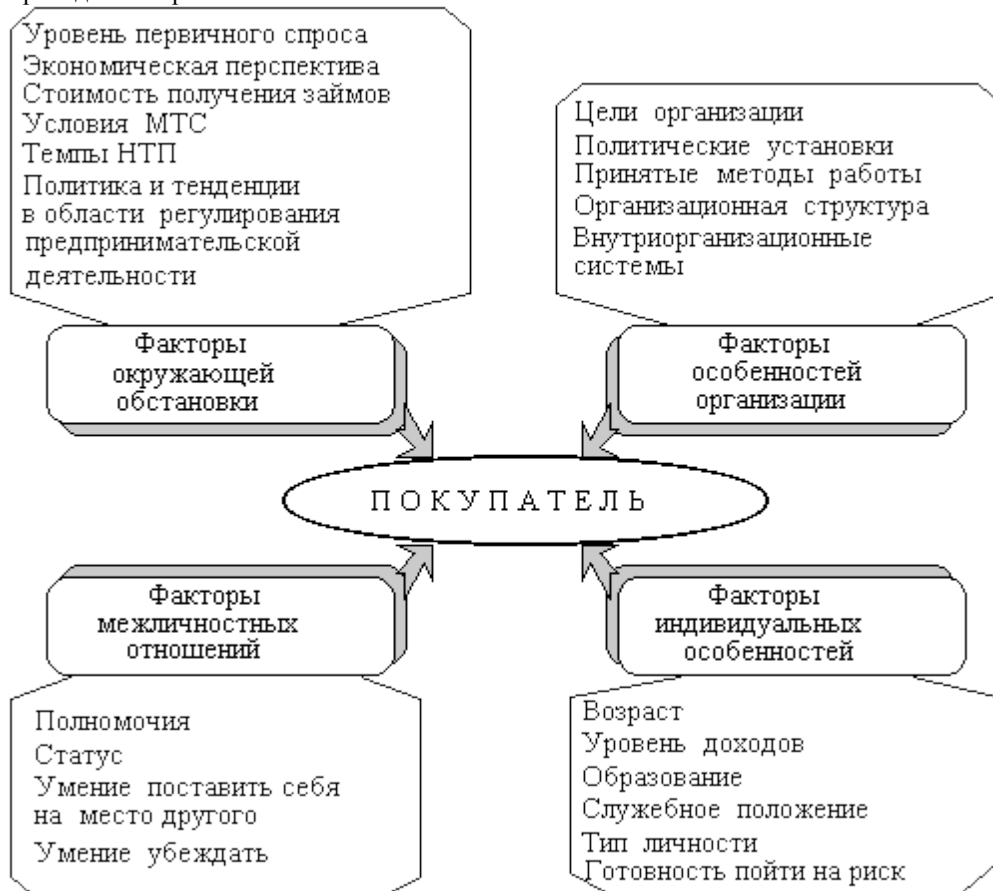 Уровень первичного спроса
Экономическая перспектива
Стоимость получения займов
Условия МТС
Темпы НТП
Политика и тенденции
в области регулирования
предпринимательской
деятельности
Цели организации
Политические установки
Принятые методы работы
Организационная структура
Внутриорганизационные
системы
Факторы
окружающей
обстановки
Факторы
особенностей
организации
ПОКУПАТЕЛЬ
Факторы
межличностных
отношений
Факторы
индивидуальных
особенностей
Полномочия
Статус
Умение поставить себя
на место другого
Умение убеждать
Возраст
Уровень доходов
Образование
Служебное положение
Тип личности
Готовность пойти на риск